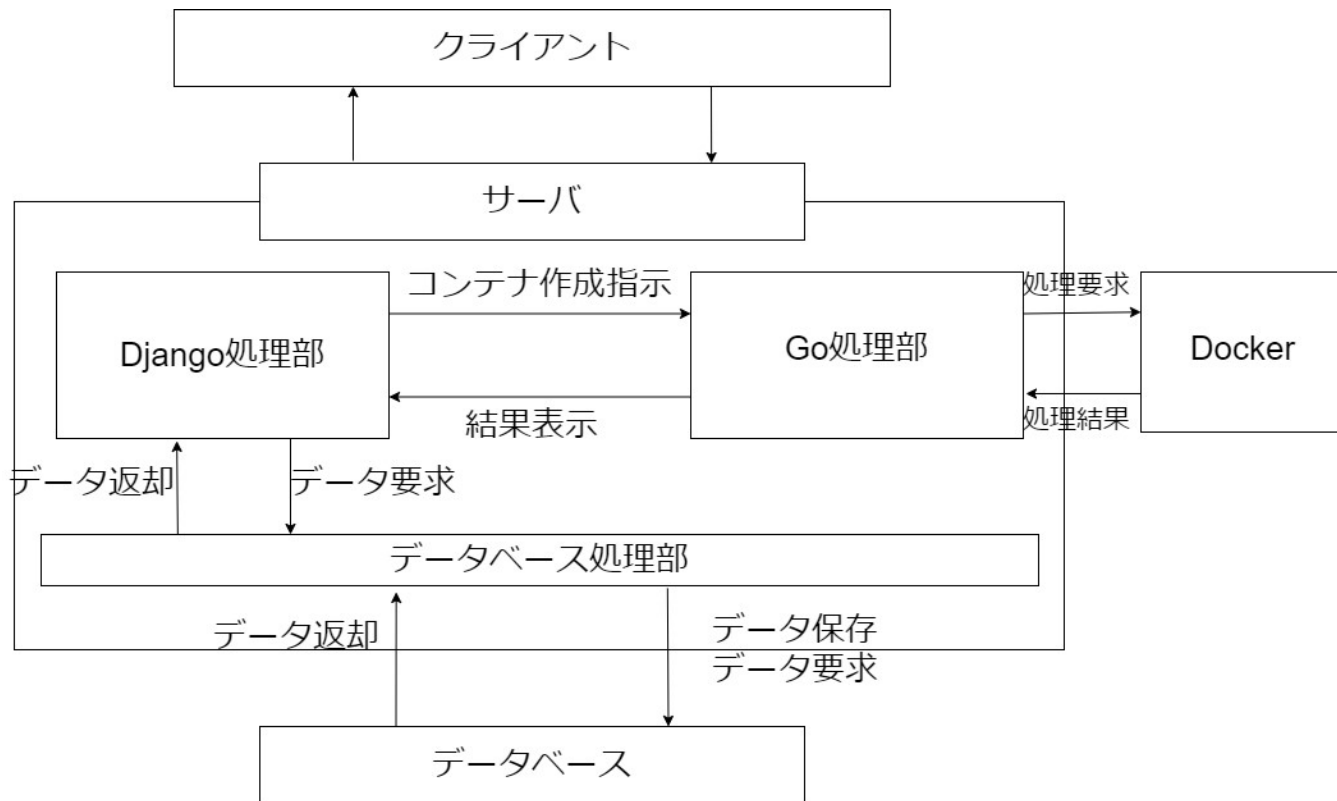 クライアント
サーバ
コンテナ作成指示
処理要求
Django処理部
Go処理部
Docker
結果表示
処理結果
データ返却
データ要求
データベース処理部
データ返却
データ保存
データ要求
データベース